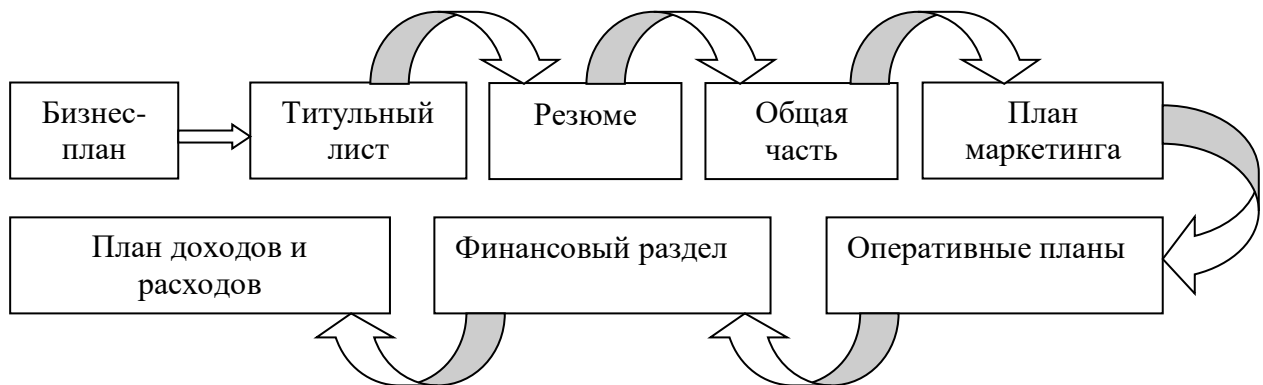 Бизнес-
план
Титульный
лист
Резюме
Общая
часть
План
маркетинга
План доходов и
расходов
Финансовый раздел
Оперативные планы